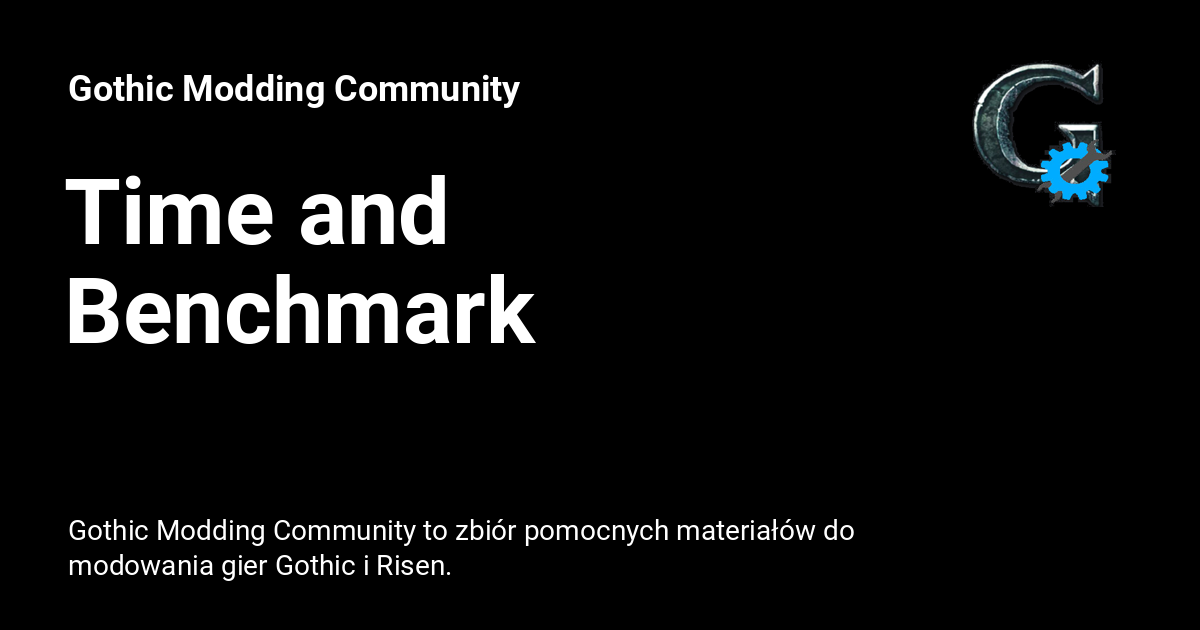 Gothic Modding Community
Time and
Benchmark
Gothic Modding Community to zbiór pomocnych materiałów do
modowania gier Gothic i Risen.